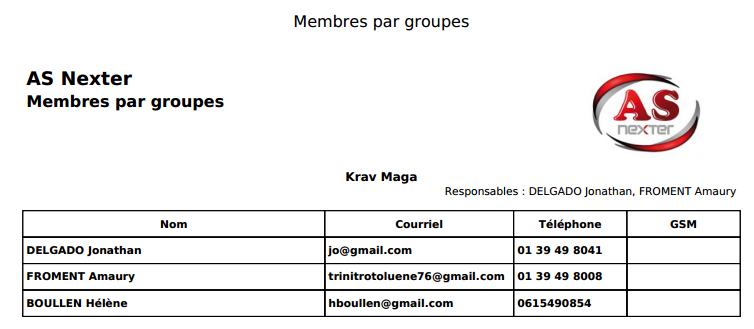 Membres par groupes
AS Nexter
Membres par groupes
AS
nexter
Krav Maga
Responsables : DELGADO Jonathan, FROMENT Amaury
Nom Courriel Téléphone GSM
DELGADO Jonathan jo@gmail.com 01 39 49 8041
FROMENT Amaury trinitrotoluene76@gmail.com 01 39 49 8008
BOULLEN Hélène hboullen@gmail.com 0615490854